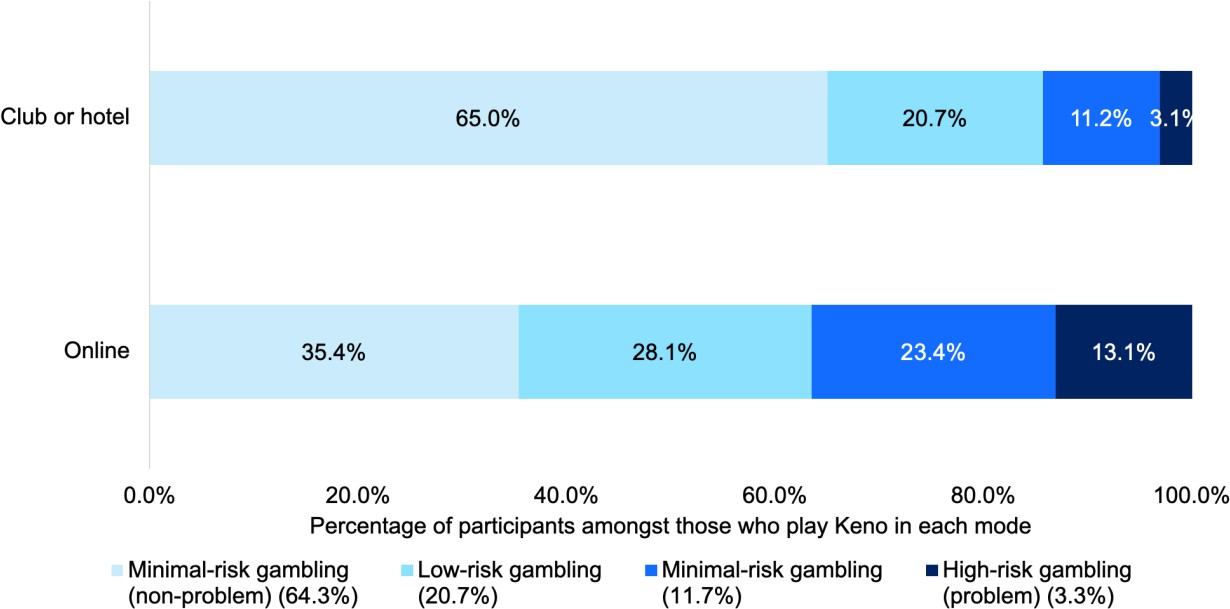 Club or hotel
65.0% 20.7% 11.2% 3.1%
Online
35.4% 28.1% 23.4% 13.1%
0.0% 20.0% 40.0% 60.0% 80.0% 100.0%
Percentage of participants amongst those who play Keno in each mode
Minimal-risk gambling
(non-problem) (64.3%)
Low-risk gambling
(20.7%)
Minimal-risk gambling
(11.7%)
High-risk gambling
(problem) (3.3%)